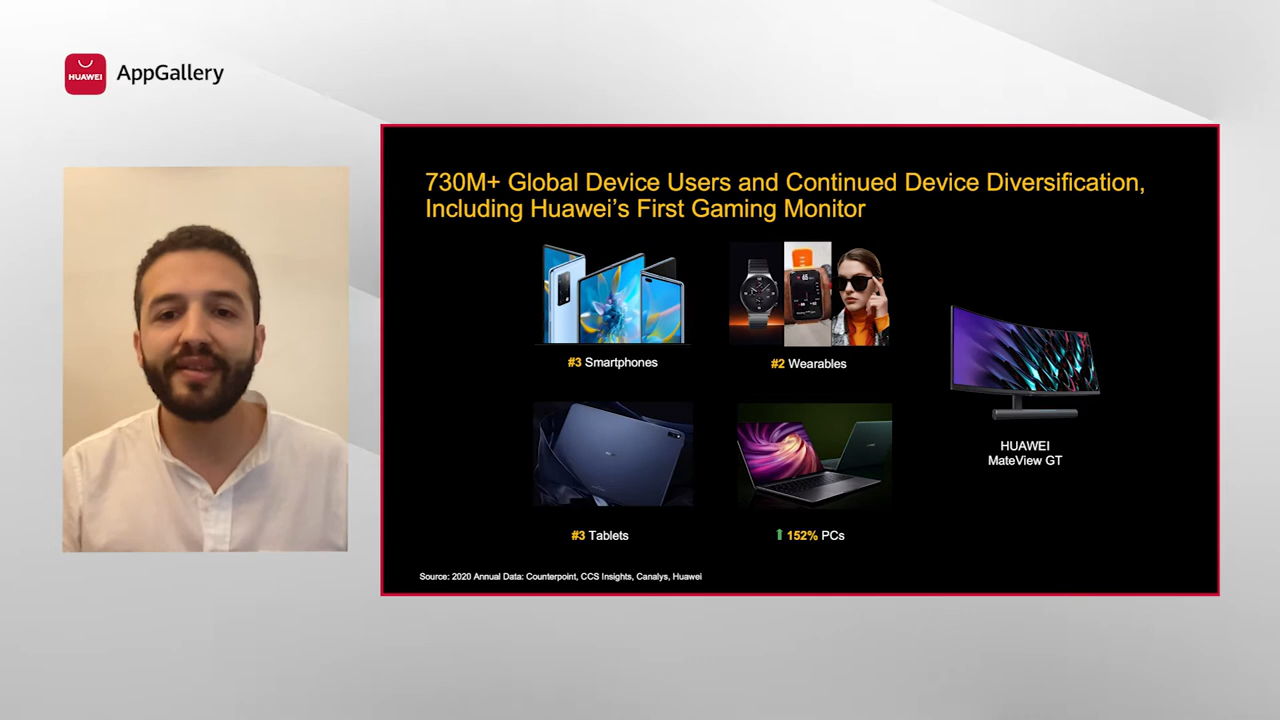 HUAWEI
AppGallery
730M+ Global Device Users and Continued Device Diversification,
Including Huawei's First Gaming Monitor
#3 Smartphones
#2 Wearables
HUAWEI
MateView GT
#3 Tablets
152% PCs
Source: 2020 Annual Data: Counterpoint, CCS Insights, Canalys, Huawei